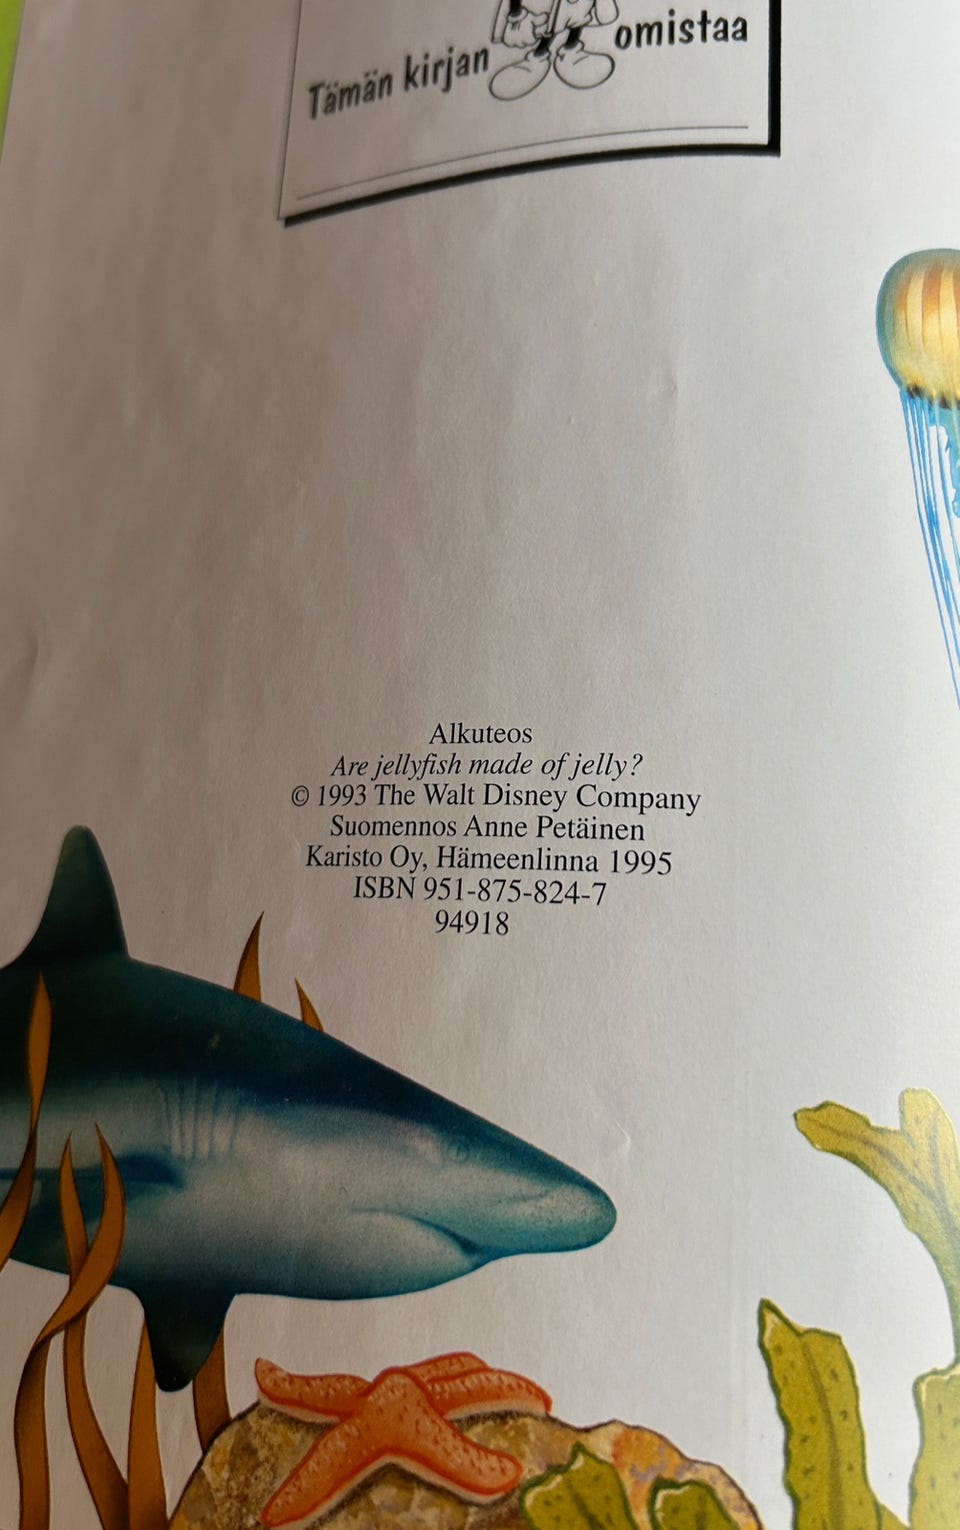 Tämän kirjan omistaa
Alkuteos
Are jellyfish made of jelly?
© 1993 The Walt Disney Company
Suomennos Anne Petäinen
Karisto Oy, Hämeenlinna 1995
ISBN 951-875-824-7
94918